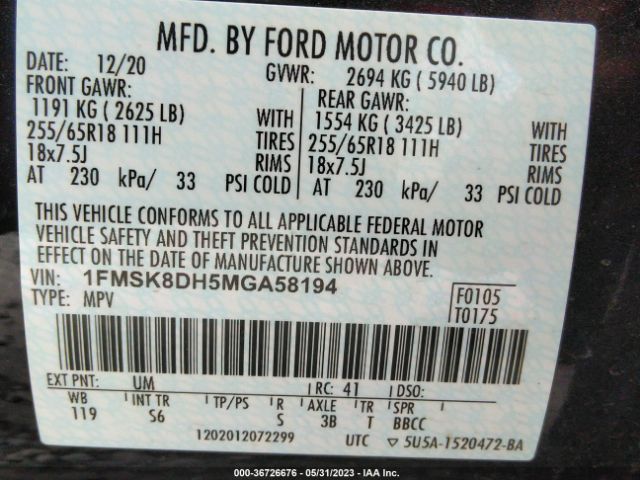 MFD. BY FORD MOTOR CO.
DATE: 12/20 GVWR: 2694 KG ( 5940 LB)
FRONT GAWR: REAR GAWR:
1191 KG ( 2625 LB) WITH 1554 KG ( 3425 LB) WITH
255/65R18 111H TIRES 255/65R18 111H TIRES
18x7.5J RIMS 18x7.5J RIMS
AT 230 kPa/ 33 PSI COLD AT 230 kPa/ 33 PSI COLD
THIS VEHICLE CONFORMS TO ALL APPLICABLE FEDERAL MOTOR
VEHICLE SAFETY AND THEFT PREVENTION STANDARDS IN
EFFECT ON THE DATE OF MANUFACTURE SHOWN ABOVE.
VIN: 1FMSK8DH5MGA58194
TYPE: MPV F0105
T0175
EXT PNT: UM RC: 41 DSO:
WB INT TR TP/PS R AXLE TR SPR
119 S6 S 3B T BBCC
1202012072299 UTC 5U5A-1520472-BA
000-36726676 / 05/31/2023 - IAA Inc.